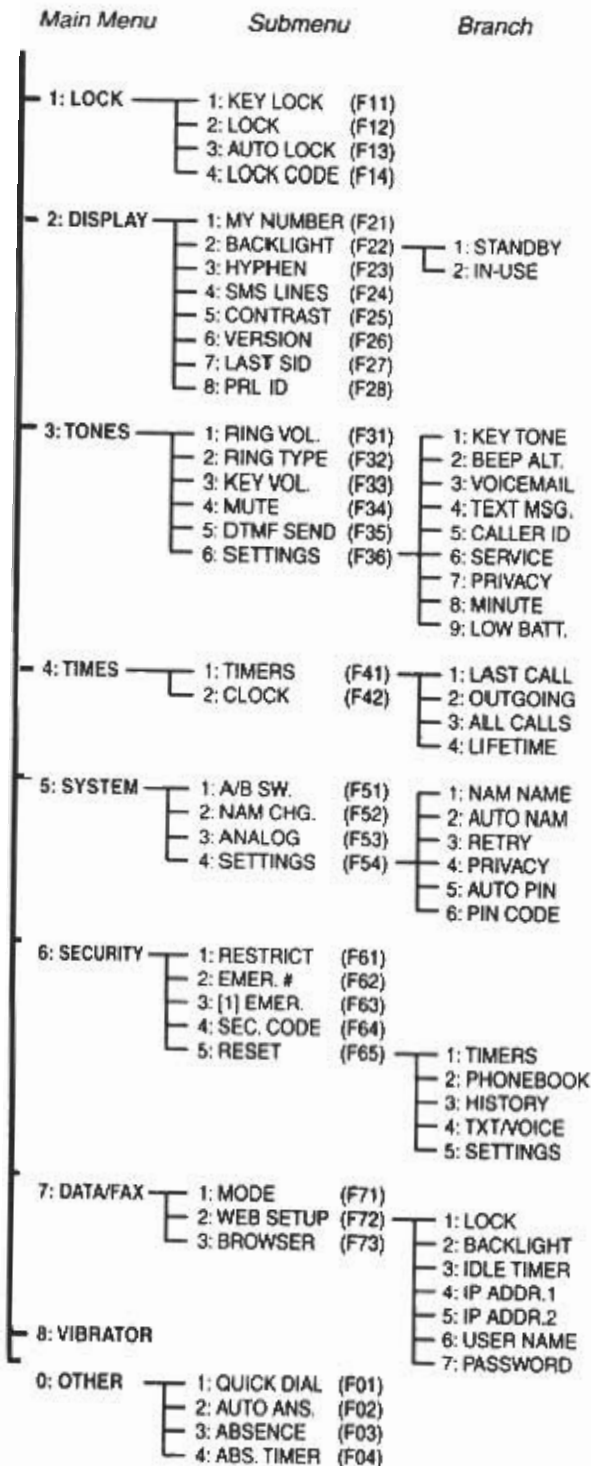 Main Menu Submenu Branch
1: LOCK 1: KEY LOCK (F11)
2: LOCK (F12)
3: AUTO LOCK (F13)
4: LOCK CODE (F14)
2: DISPLAY 1: MY NUMBER (F21)
2: BACKLIGHT (F22) 1: STANDBY
3: HYPHEN (F23) 2: IN-USE
4: SMS LINES (F24)
5: CONTRAST (F25)
6: VERSION (F26)
7: LAST SID (F27)
8: PRL ID (F28)
3: TONES 1: RING VOL. (F31) 1: KEY TONE
2: RING TYPE (F32) 2: BEEP ALT.
3: KEY VOL. (F33) 3: VOICEMAIL
4: MUTE (F34) 4: TEXT MSG.
5: DTMF SEND (F35) 5: CALLER ID
6: SETTINGS (F36) 6: SERVICE
7: PRIVACY
8: MINUTE
9: LOW BATT.
4: TIMES 1: TIMERS (F41) 1: LAST CALL
2: CLOCK (F42) 2: OUTGOING
3: ALL CALLS
4: LIFETIME
5: SYSTEM 1: A/B SW. (F51) 1: NAM NAME
2: NAM CHG. (F52) 2: AUTO NAM
3: ANALOG (F53) 3: RETRY
4: SETTINGS (F54) 4: PRIVACY
5: AUTO PIN
6: PIN CODE
6: SECURITY 1: RESTRICT (F61)
2: EMER. # (F62)
3: [1] EMER. (F63)
4: SEC. CODE (F64)
5: RESET (F65) 1: TIMERS
2: PHONEBOOK
3: HISTORY
4: TXT/VOICE
5: SETTINGS
7: DATA/FAX 1: MODE (F71)
2: WEB SETUP (F72) 1: LOCK
3: BROWSER (F73) 2: BACKLIGHT
3: IDLE TIMER
4: IP ADDR.1
5: IP ADDR.2
8: VIBRATOR 6: USER NAME
7: PASSWORD
0: OTHER 1: QUICK DIAL (F01)
2: AUTO ANS. (F02)
3: ABSENCE (F03)
4: ABS. TIMER (F04)